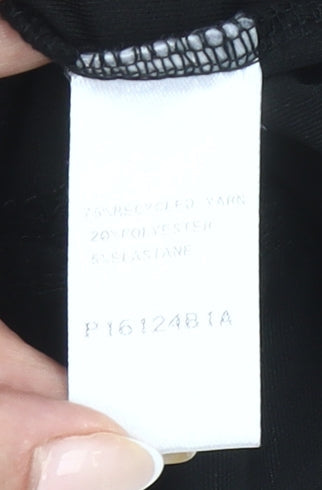 75%RECYCLED YARN
20%POLYESTER
5%ELASTANE
P16124B1A